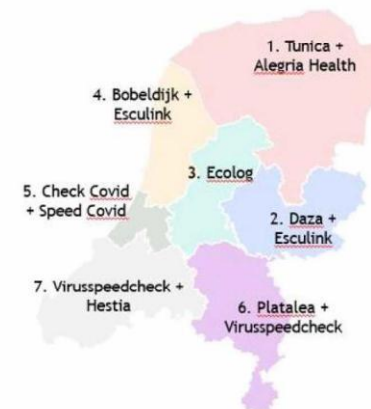 1. Tunica +
Alegria Health
4. Bobeldijk +
Esculink
3. Ecolog
5. Check Covid
+ Speed Covid
2. Daza +
Esculink
7. Virusspeedcheck +
Hestia
6. Platalea +
Virusspeedcheck